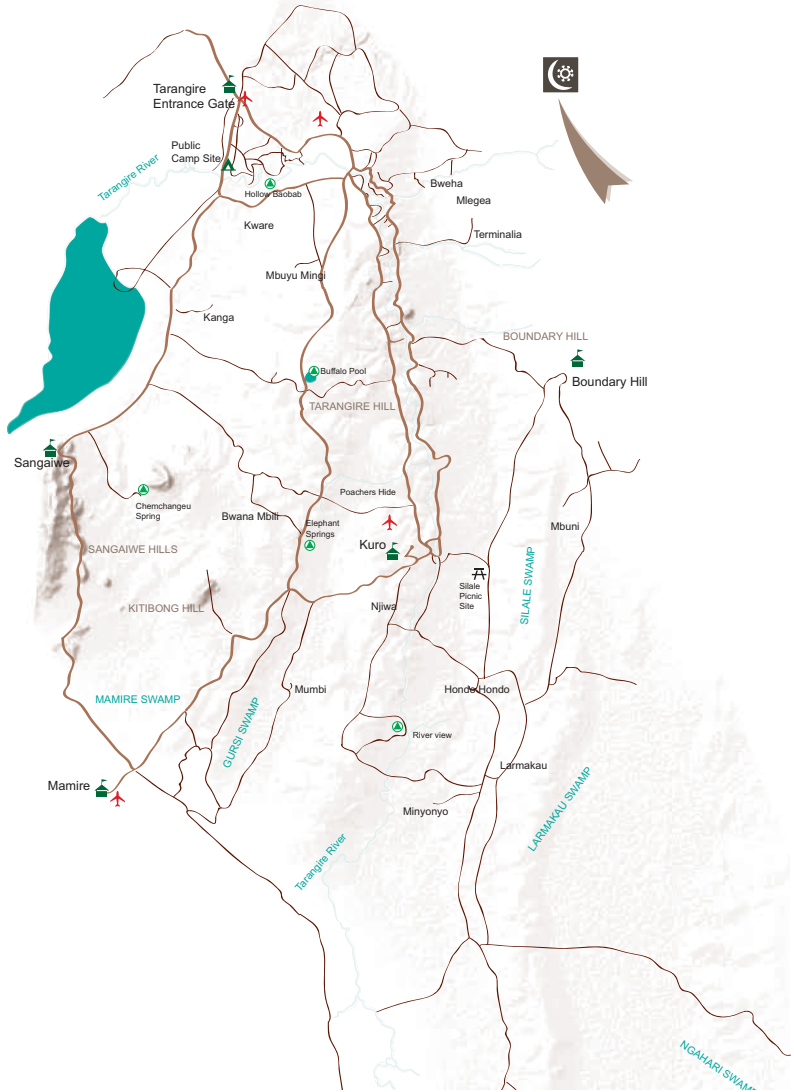 Tarangire
Entrance Gate
Public
Camp Site
Tarangire River
Hollow Baobab
Bweha
Mlegea
Kware
Terminalia
Mbuyu Mingi
Kanga
BOUNDARY HILL
Buffalo Pool
Boundary Hill
TARANGIRE HILL
Sangaiwe
Poachers Hide
Chemchangeu
Spring
Bwana Mbili
Elephant
Springs
Mbuni
Kuro
SANGAIWE HILLS
SILALE SWAMP
Silale
Picnic
Site
KITIBONG HILL
Njiwa
Mumbi
Honde Hondo
MAMIRE SWAMP
GURSI SWAMP
River view
Larmakau
Mamire
LARMAKAU SWAMP
Minyonyo
Tarangire River
NGAHARI SWAM